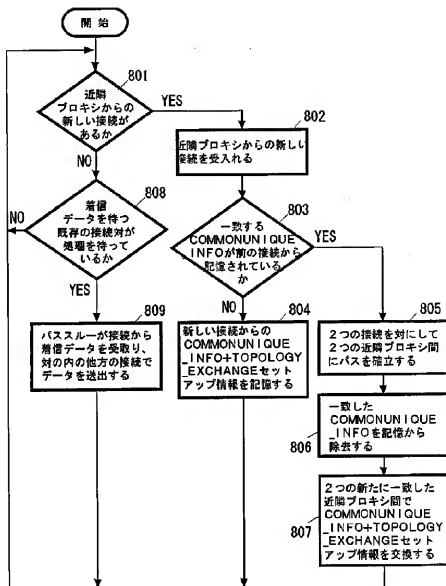 開始
801
近隣
プロキシからの
新しい接続が
あるか
YES
802
近隣プロキシからの新しい
接続を受入れる
NO
808
着信
データを待つ
既存の接続対が
処理を待って
いるか
NO
YES
803
一致する
COMMONUNIQUE
_INFOが前の接続から
記憶されている
か
YES
NO
809
パススルーが接続から
着信データを受取り、
対の内の他方の接続で
データを送出する
804
新しい接続からの
COMMONUNIQUE
_INFO+TOPOLOGY
_EXCHANGEセット
アップ情報を記憶する
805
2つの接続を対にして
2つの近隣プロキシ間
にパスを確立する
806
一致した
COMMONUNIQUE
_INFOを記憶から
除去する
807
2つの新たに一致した
近隣プロキシ間で
COMMONUNIQUE
_INFO+TOPOLOGY
_EXCHANGEセット
アップ情報を交換する